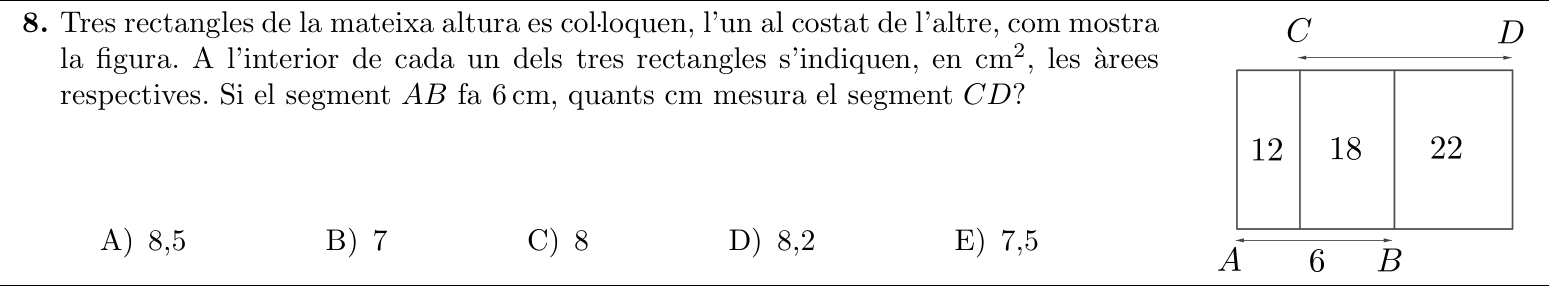 8. Tres rectangles de la mateixa altura es col·loquen, l’un al costat de l’altre, com mostra
la figura. A l’interior de cada un dels tres rectangles s’indiquen, en cm², les àrees
respectives. Si el segment AB fa 6 cm, quants cm mesura el segment CD?
A) 8,5 B) 7 C) 8 D) 8,2 E) 7,5
C D
12 18 22
A 6 B